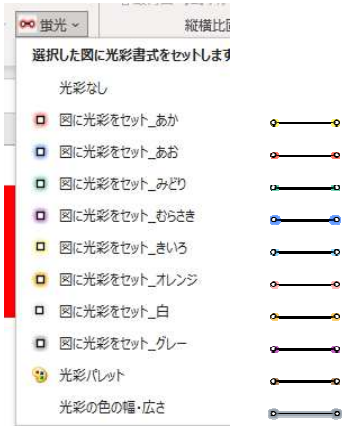 蛍光
縦横比
選択した図に光彩書式をセットします
光彩なし
図に光彩をセット_あか
図に光彩をセット_あお
図に光彩をセット_みどり
図に光彩をセット_むらさき
図に光彩をセット_きいろ
図に光彩をセット_オレンジ
図に光彩をセット_白
図に光彩をセット_グレー
光彩パレット
光彩の色の幅・広さ